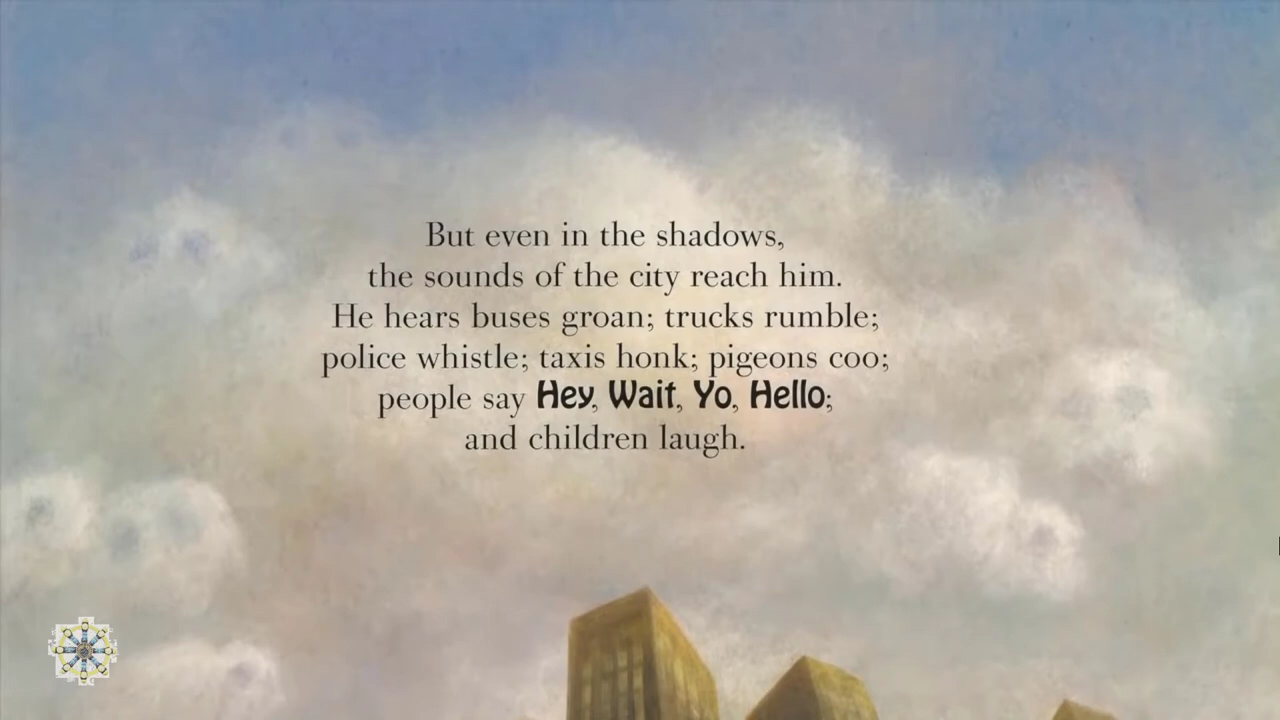 But even in the shadows,
the sounds of the city reach him.
He hears buses groan; trucks rumble;
police whistle; taxis honk; pigeons coo;
people say Hey, Wait, Yo, Hello;
and children laugh.